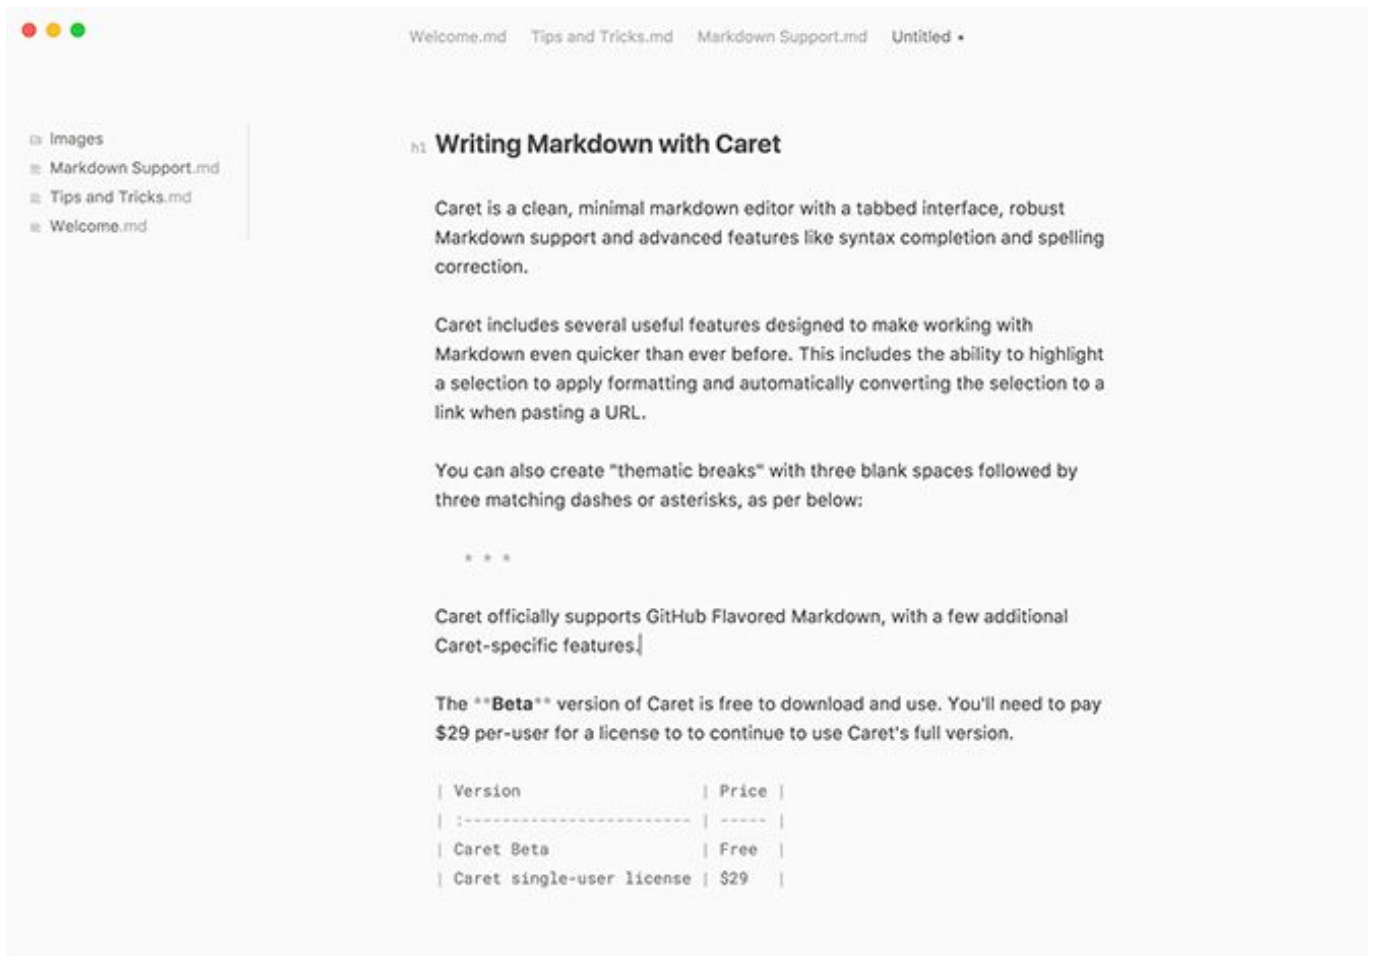 Welcome.md Tips and Tricks.md Markdown Support.md Untitled •
Images
Markdown Support.md
Tips and Tricks.md
Welcome.md
h1 Writing Markdown with Caret
Caret is a clean, minimal markdown editor with a tabbed interface, robust
Markdown support and advanced features like syntax completion and spelling
correction.
Caret includes several useful features designed to make working with
Markdown even quicker than ever before. This includes the ability to highlight
a selection to apply formatting and automatically converting the selection to a
link when pasting a URL.
You can also create "thematic breaks" with three blank spaces followed by
three matching dashes or asterisks, as per below:
* * *
Caret officially supports GitHub Flavored Markdown, with a few additional
Caret-specific features.
The **Beta** version of Caret is free to download and use. You'll need to pay
$29 per-user for a license to to continue to use Caret's full version.
| Version                 | Price |
| :------------------------ | ----- |
| Caret Beta                | Free  |
| Caret single-user license | $29   |